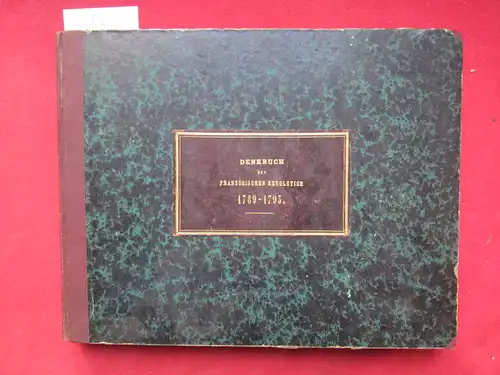 DENKBUCH
der
FRANZÖSISCHEN REVOLUTION
1789-1795.